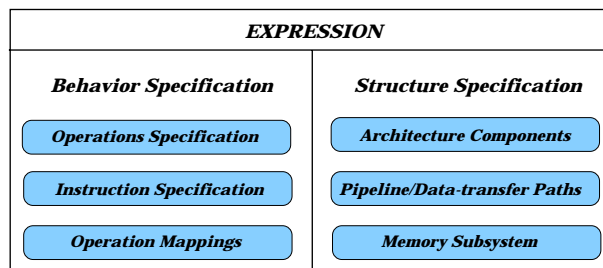 EXPRESSION
Behavior Specification
Operations Specification
Instruction Specification
Operation Mappings
Structure Specification
Architecture Components
Pipeline/Data-transfer Paths
Memory Subsystem